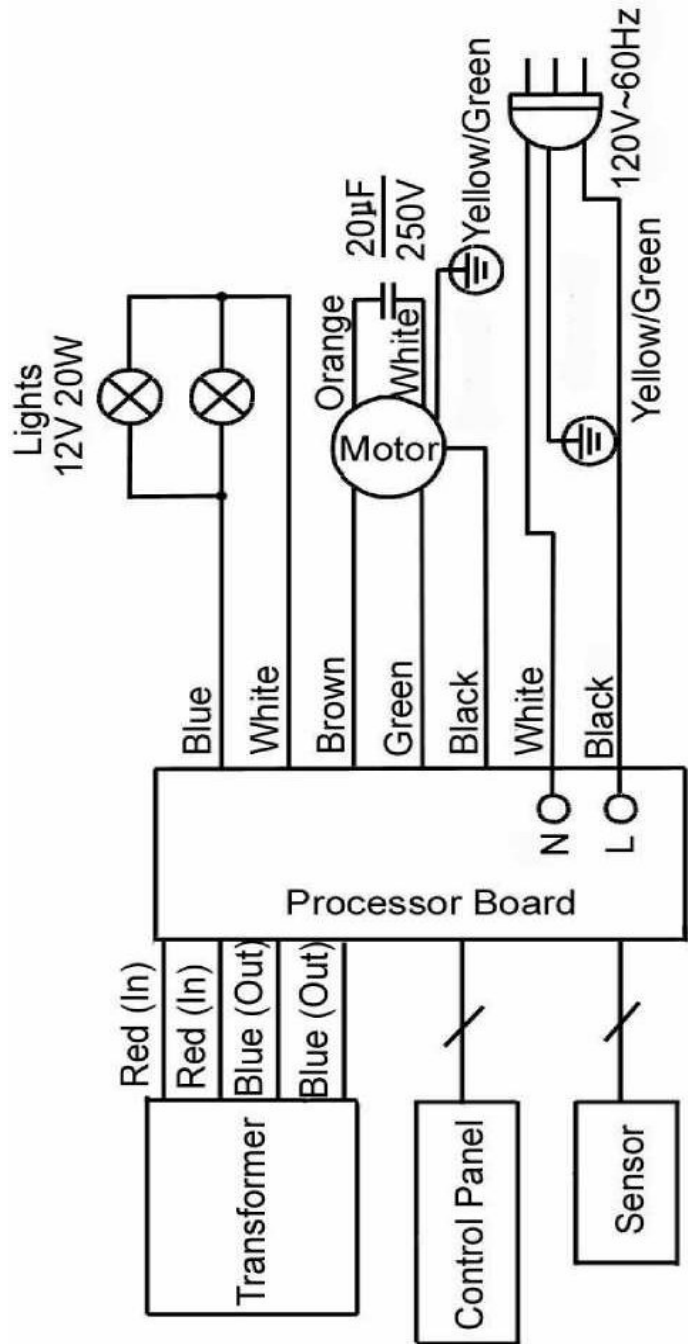 Lights
12V 20W
Orange
20µF
250V
White
Yellow/Green
120V~60Hz
Yellow/Green
Motor
Blue
White
Brown
Green
Black
White
Black
N
L
Processor Board
Red (In)
Red (In)
Blue (Out)
Blue (Out)
Transformer
Control Panel
Sensor